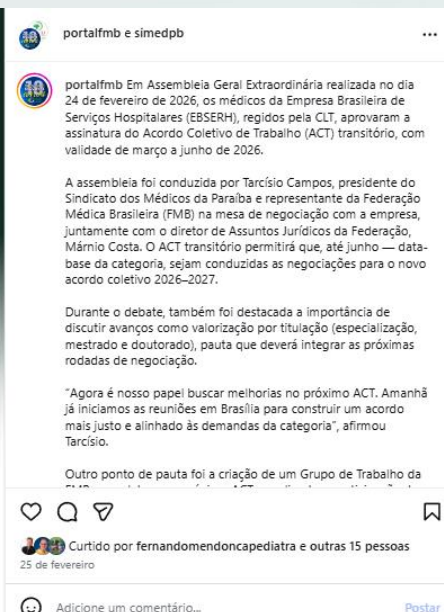 portalfmb e simedpb
portalfmb Em Assembleia Geral Extraordinária realizada no dia
24 de fevereiro de 2026, os médicos da Empresa Brasileira de
Serviços Hospitalares (EBSERH), regidos pela CLT, aprovaram a
assinatura do Acordo Coletivo de Trabalho (ACT) transitório, com
validade de março a junho de 2026.
A assembleia foi conduzida por Tarcísio Campos, presidente do
Sindicato dos Médicos da Paraíba e representante da Federação
Médica Brasileira (FMB) na mesa de negociação com a empresa,
juntamente com o diretor de Assuntos Jurídicos da Federação,
Márnio Costa. O ACT transitório permitirá que, até junho — data-
base da categoria, sejam conduzidas as negociações para o novo
acordo coletivo 2026–2027.
Durante o debate, também foi destacada a importância de
discutir avanços como valorização por titulação (especialização,
mestrado e doutorado), pauta que deverá integrar as próximas
rodadas de negociação.
“Agora é nosso papel buscar melhorias no próximo ACT. Amanhã
já iniciamos as reuniões em Brasília para construir um acordo
mais justo e alinhado às demandas da categoria”, afirmou
Tarcísio.
Outro ponto de pauta foi a criação de um Grupo de Trabalho da
Curtido por fernandomendoncapediatra e outras 15 pessoas
25 de fevereiro
Adicione um comentário...
Postar